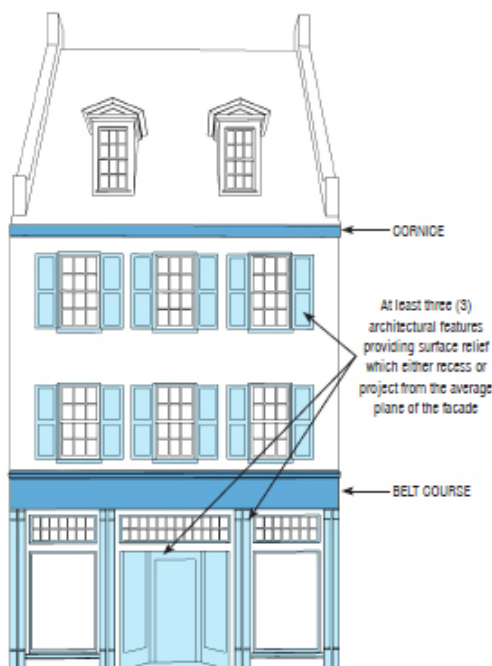 CORNICE
At least three (3)
architectural features
providing surface relief
which either recess or
project from the average
plane of the facade
BELT COURSE